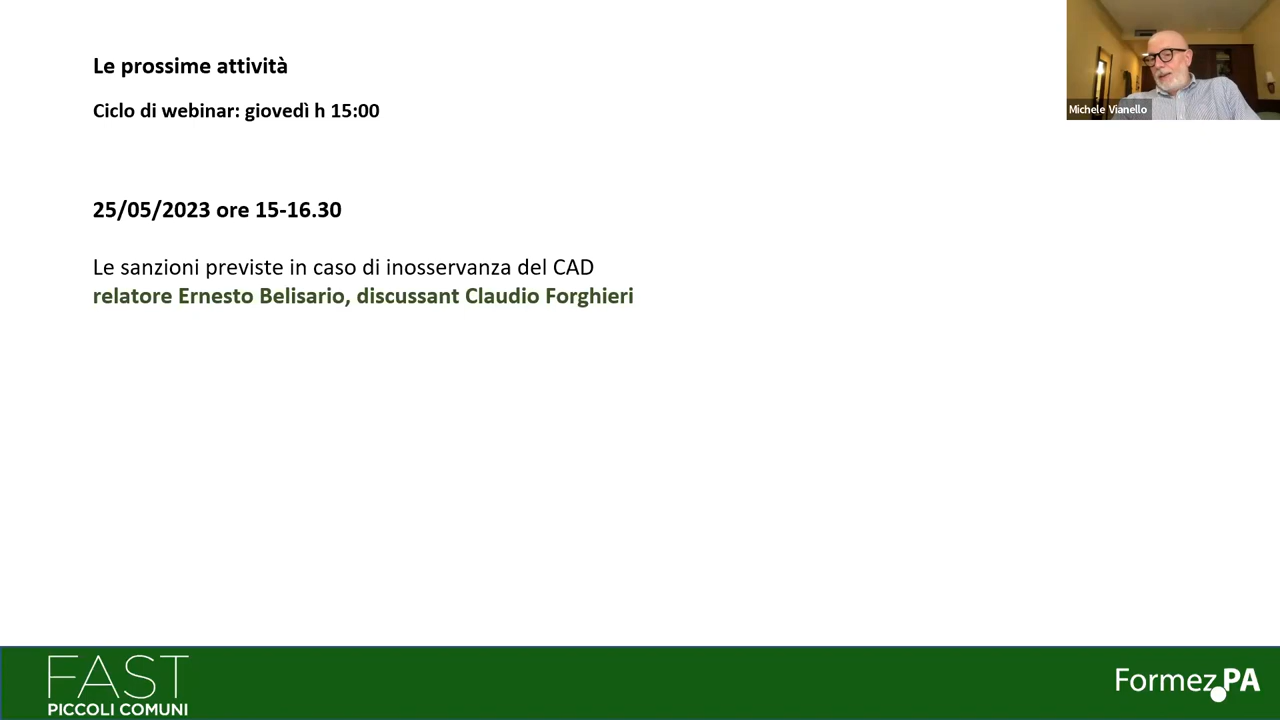 Le prossime attività
Ciclo di webinar: giovedì h 15:00
Michele Vianello
25/05/2023 ore 15-16.30
Le sanzioni previste in caso di inosservanza del CAD
relatore Ernesto Belisario, discussant Claudio Forghieri
FAST
PICCOLI COMUNI
Formez PA